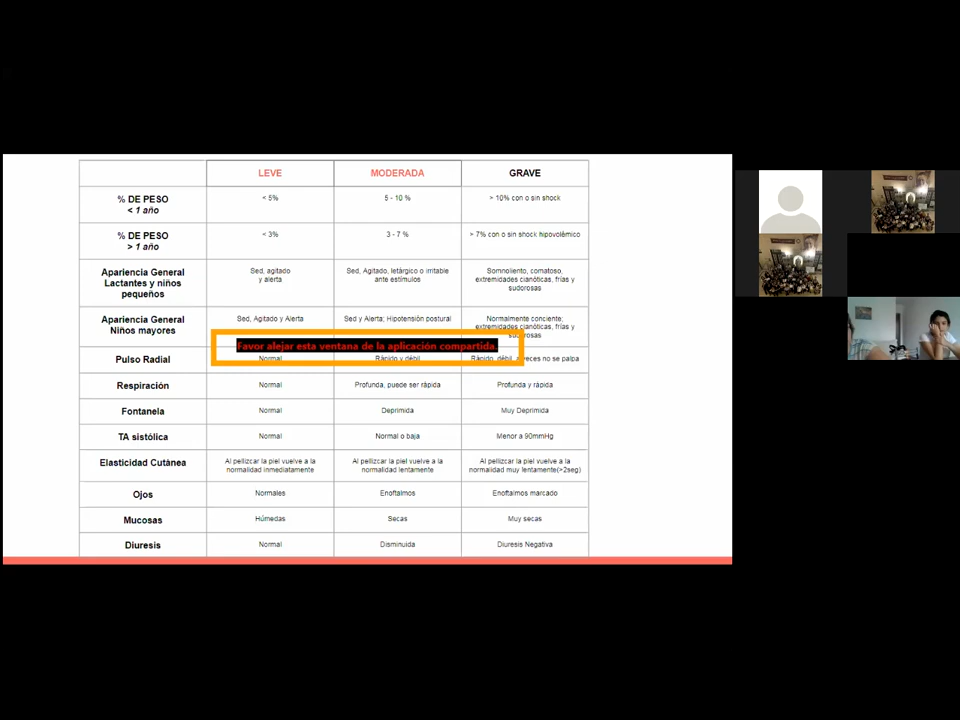 LEVE MODERADA GRAVE
% DE PESO
< 1 año
< 5% 5 - 10 % > 10% con o sin shock
% DE PESO
> 1 año
< 3% 3 - 7 % > 7% con o sin shock hipovolémico
Apariencia General
Lactantes y niños
pequeños
Sed, agitado
y alerta
Sed, Agitado, letárgico o irritable
ante estímulos
Somnoliento, comatoso,
extremidades cianóticas, frías y
sudorosas
Apariencia General
Niños mayores
Sed, Agitado y Alerta
Sed y Alerta; Hipotensión postural
Normalmente conciente;
extremidades cianóticas, frías y
sudorosas
Favor alejar esta ventana de la aplicación compartida.
Pulso Radial Normal Rápido y débil Rápido, débil, a veces no se palpa
Respiración Normal Profunda, puede ser rápida Profunda y rápida
Fontanela Normal Deprimida Muy Deprimida
TA sistólica Normal Normal o baja Menor a 90mmHg
Elasticidad Cutánea
Al pellizcar la piel vuelve a la
normalidad inmediatamente
Al pellizcar la piel vuelve a la
normalidad lentamente
Al pellizcar la piel vuelve a la
normalidad muy lentamente(>2seg)
Ojos Normales Enoftalmos Enoftalmos marcado
Mucosas Húmedas Secas Muy secas
Diuresis Normal Disminuida Diuresis Negativa